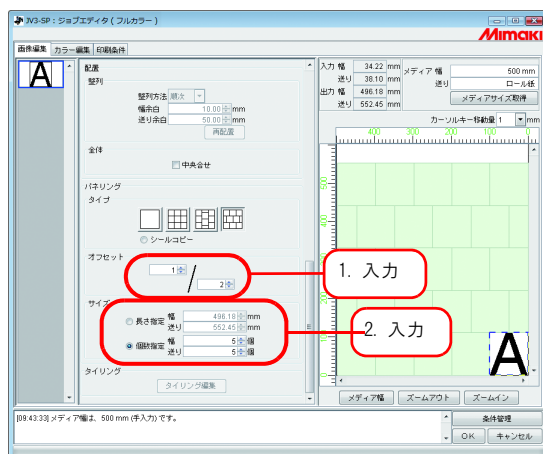 JV3-SP : ジョブエディタ ( フルカラー )
Mimaki
画像編集 カラー編集 印刷条件
A
配置
整列
整列方法 順次
幅余白 10.00 mm
送り余白 50.00 mm
再配置
全体
中央合せ
パネリング
タイプ
シールコピー
オフセット
1 / 2
サイズ
長さ指定 幅 496.18 mm
送り 552.45 mm
個数指定 幅 5 個
送り 5 個
タイリング
タイリング編集
1. 入力
2. 入力
入力 幅 34.22 mm
送り 38.10 mm
出力 幅 496.18 mm
送り 552.45 mm
メディア 幅 500 mm
送り ロール紙
メディアサイズ取得
カーソルキー移動量 1 mm
400 300 200 100 0
500
400
300
200
100
0
A
メディア幅 ズームアウト ズームイン
[09:43:33] メディア幅は、500 mm (手入力) です。
条件管理
OK キャンセル